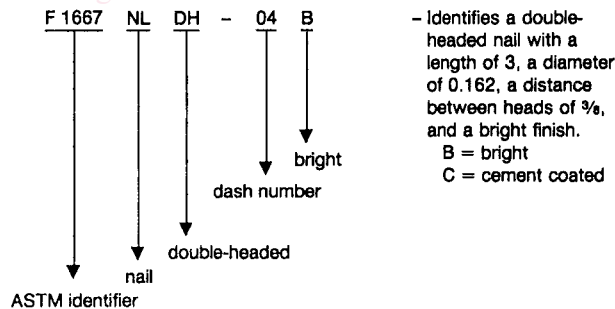 F 1667 NL DH - 04 B
bright
dash number
double-headed
nail
ASTM identifier
– Identifies a double-
headed nail with a
length of 3, a diameter
of 0.162, a distance
between heads of ⅜,
and a bright finish.
B = bright
C = cement coated